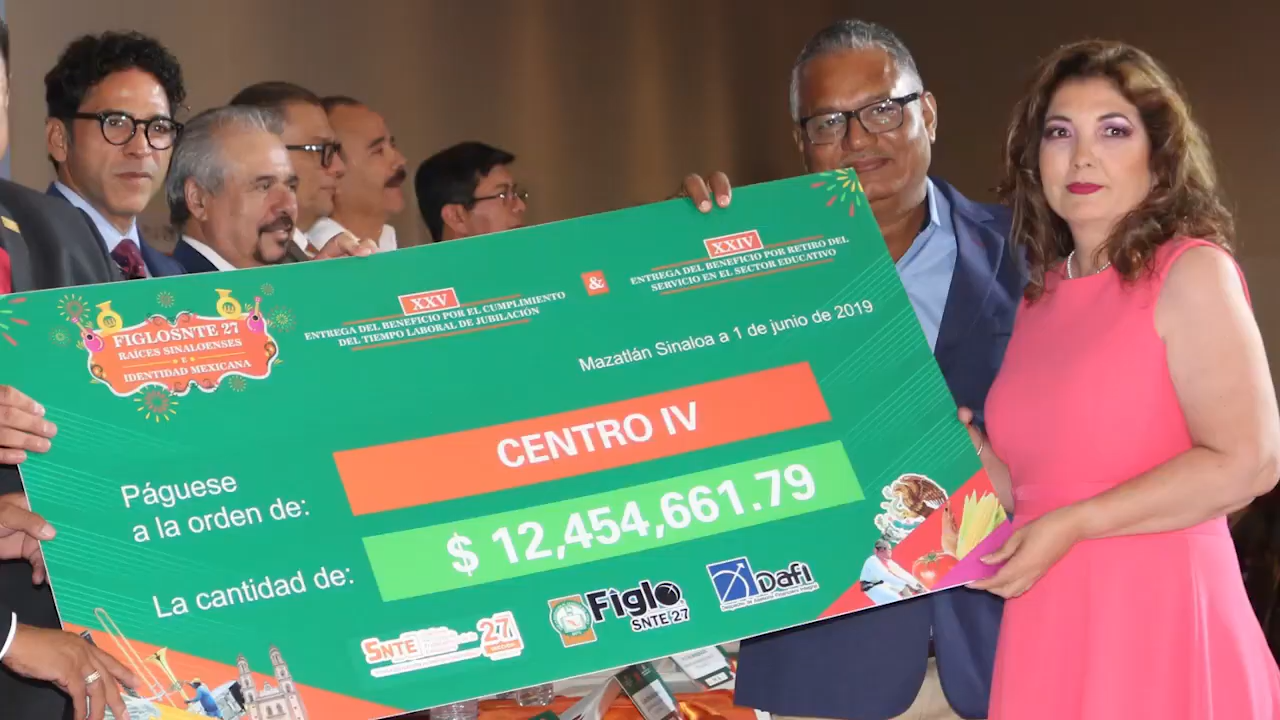 FIGLOSNTE 27
RAÍCES SINALOENSES
E
IDENTIDAD MEXICANA
XXV
ENTREGA DEL BENEFICIO POR EL CUMPLIMIENTO
DEL TIEMPO LABORAL DE JUBILACIÓN
&
XXIV
ENTREGA DEL BENEFICIO POR RETIRO DEL
SERVICIO EN EL SECTOR EDUCATIVO
Mazatlán Sinaloa a 1 de junio de 2019
Páguese
a la orden de:
CENTRO IV
La cantidad de:
$ 12,454,661.79
SNTE
27
Figlo
SNTE 27
Dafi